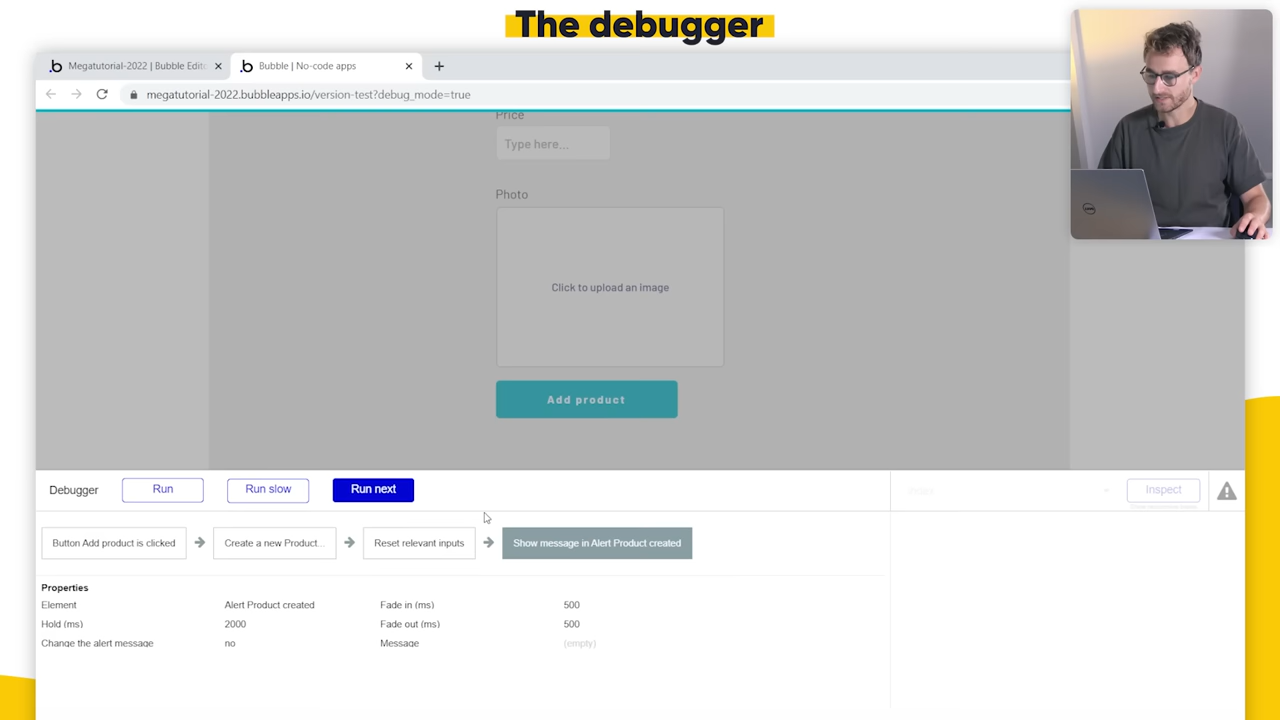 The debugger
Megatutorial-2022 | Bubble Edit
Bubble | No-code apps
megatutorial-2022.bubbleapps.io/version-test?debug_mode=true
Price
Type here...
Photo
Click to upload an image
Add product
Debugger
Run
Run slow
Run next
Inspect
Button Add product is clicked
Create a new Product...
Reset relevant inputs
Show message in Alert Product created
Properties
Element Alert Product created Fade in (ms) 500
Hold (ms) 2000 Fade out (ms) 500
Change the alert message no Message (empty)